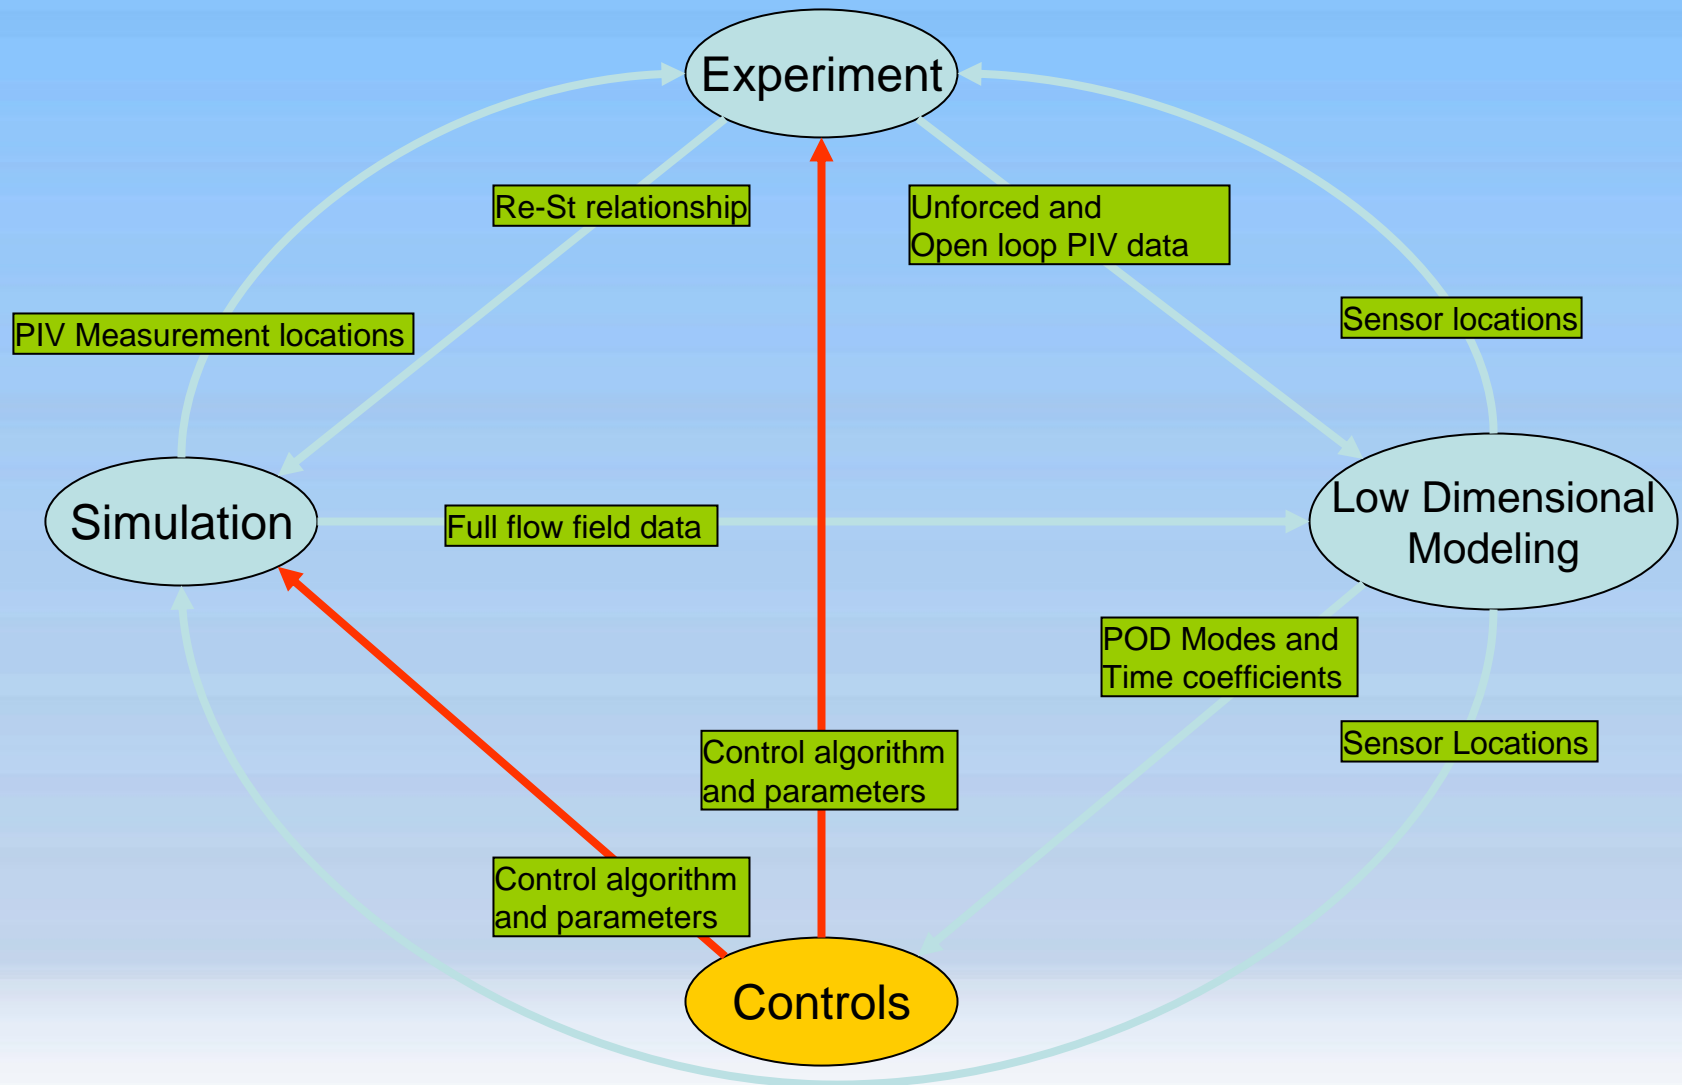 Experiment
Re-St relationship
Unforced and
Open loop PIV data
PIV Measurement locations
Sensor locations
Simulation
Full flow field data
Low Dimensional
Modeling
POD Modes and
Time coefficients
Sensor Locations
Control algorithm
and parameters
Control algorithm
and parameters
Controls